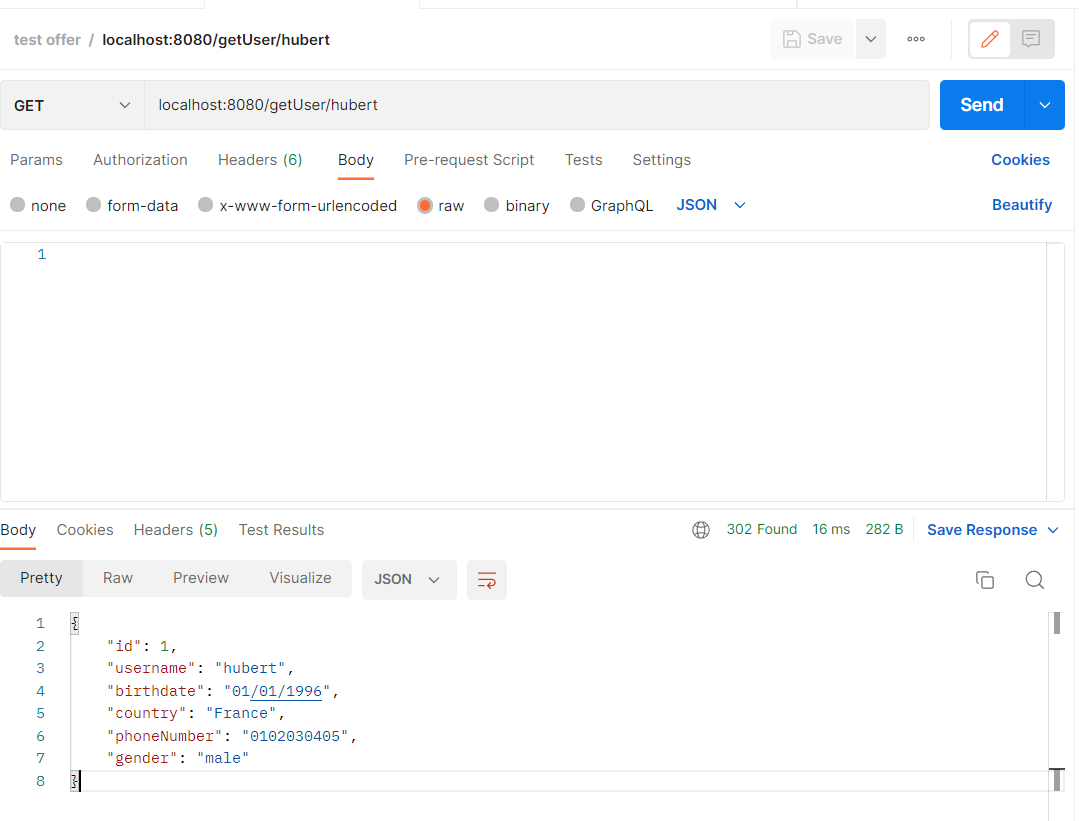 test offer / localhost:8080/getUser/hubert
Save
GET localhost:8080/getUser/hubert Send
Params Authorization Headers (6) Body Pre-request Script Tests Settings Cookies
none form-data x-www-form-urlencoded raw binary GraphQL JSON Beautify
1
Body Cookies Headers (5) Test Results 302 Found 16 ms 282 B Save Response
Pretty Raw Preview Visualize JSON
1 {
2 "id": 1,
3 "username": "hubert",
4 "birthdate": "01/01/1996",
5 "country": "France",
6 "phoneNumber": "0102030405",
7 "gender": "male"
8 }